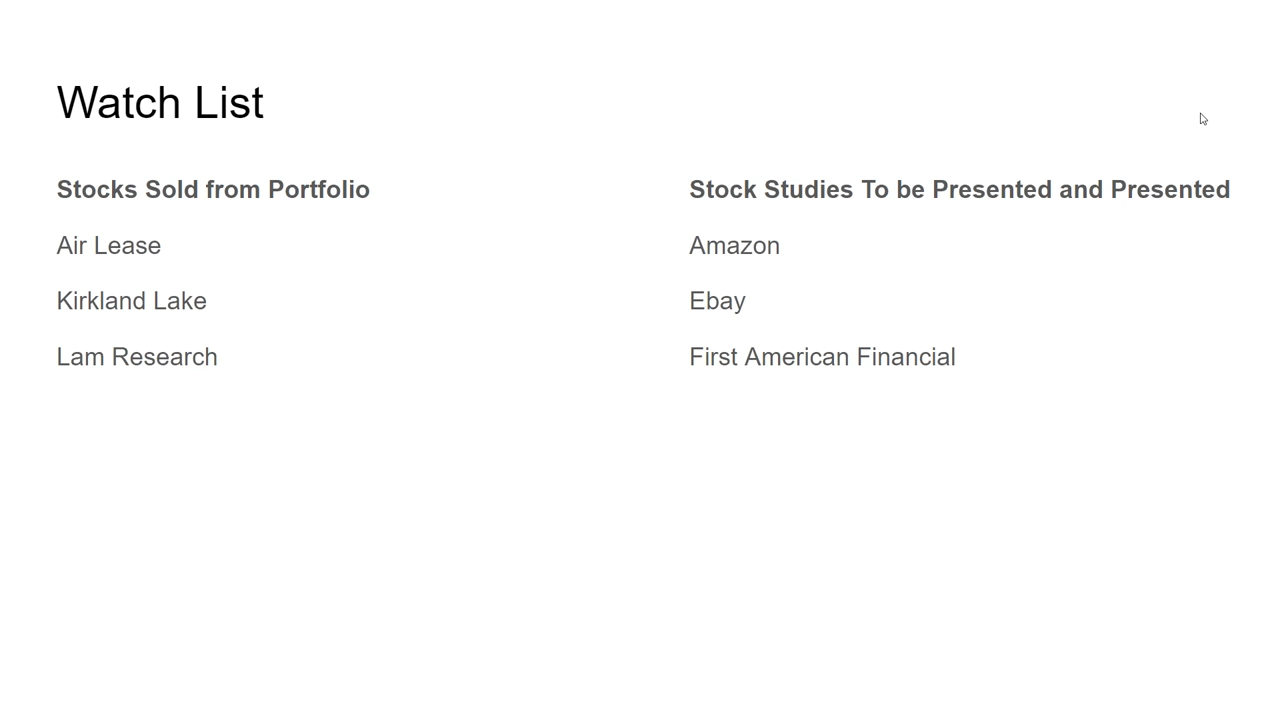 Watch List
Stocks Sold from Portfolio
Air Lease
Kirkland Lake
Lam Research
Stock Studies To be Presented and Presented
Amazon
Ebay
First American Financial